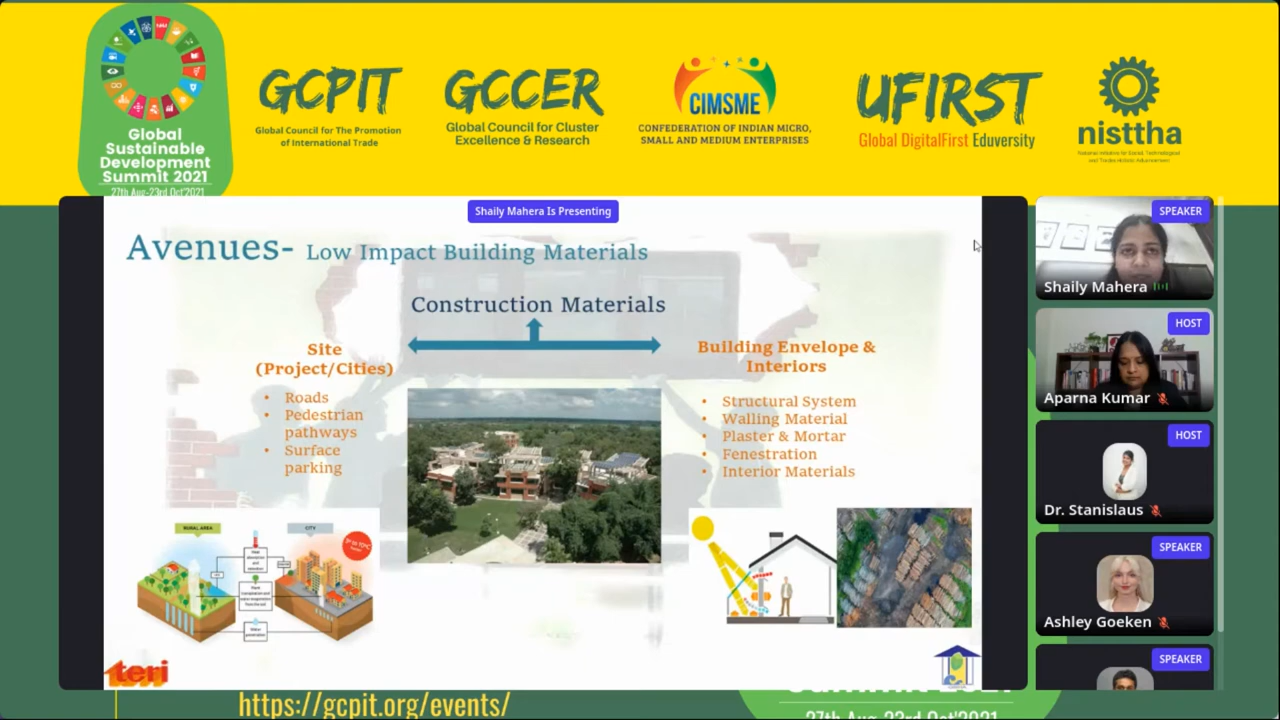 Global
Sustainable
Development
Summit 2021
27th Aug-23rd Oct'2021
GCPIT
Global Council for The Promotion
of International Trade
GCCER
Global Council for Cluster
Excellence & Research
CIMSME
CONFEDERATION OF INDIAN MICRO,
SMALL AND MEDIUM ENTERPRISES
UFIRST
Global DigitalFirst Eduversity
nisttha
Shaily Mahera Is Presenting
Avenues- Low Impact Building Materials
Construction Materials
Site
(Project/Cities)
• Roads
• Pedestrian
pathways
• Surface
parking
Building Envelope &
Interiors
• Structural System
• Walling Material
• Plaster & Mortar
• Fenestration
• Interior Materials
RURAL AREA
CITY
teri
SPEAKER
Shaily Mahera
HOST
Aparna Kumar
HOST
Dr. Stanislaus
SPEAKER
Ashley Goeken
SPEAKER
https://gcpit.org/events/
27th Aug-23rd Oct'2021